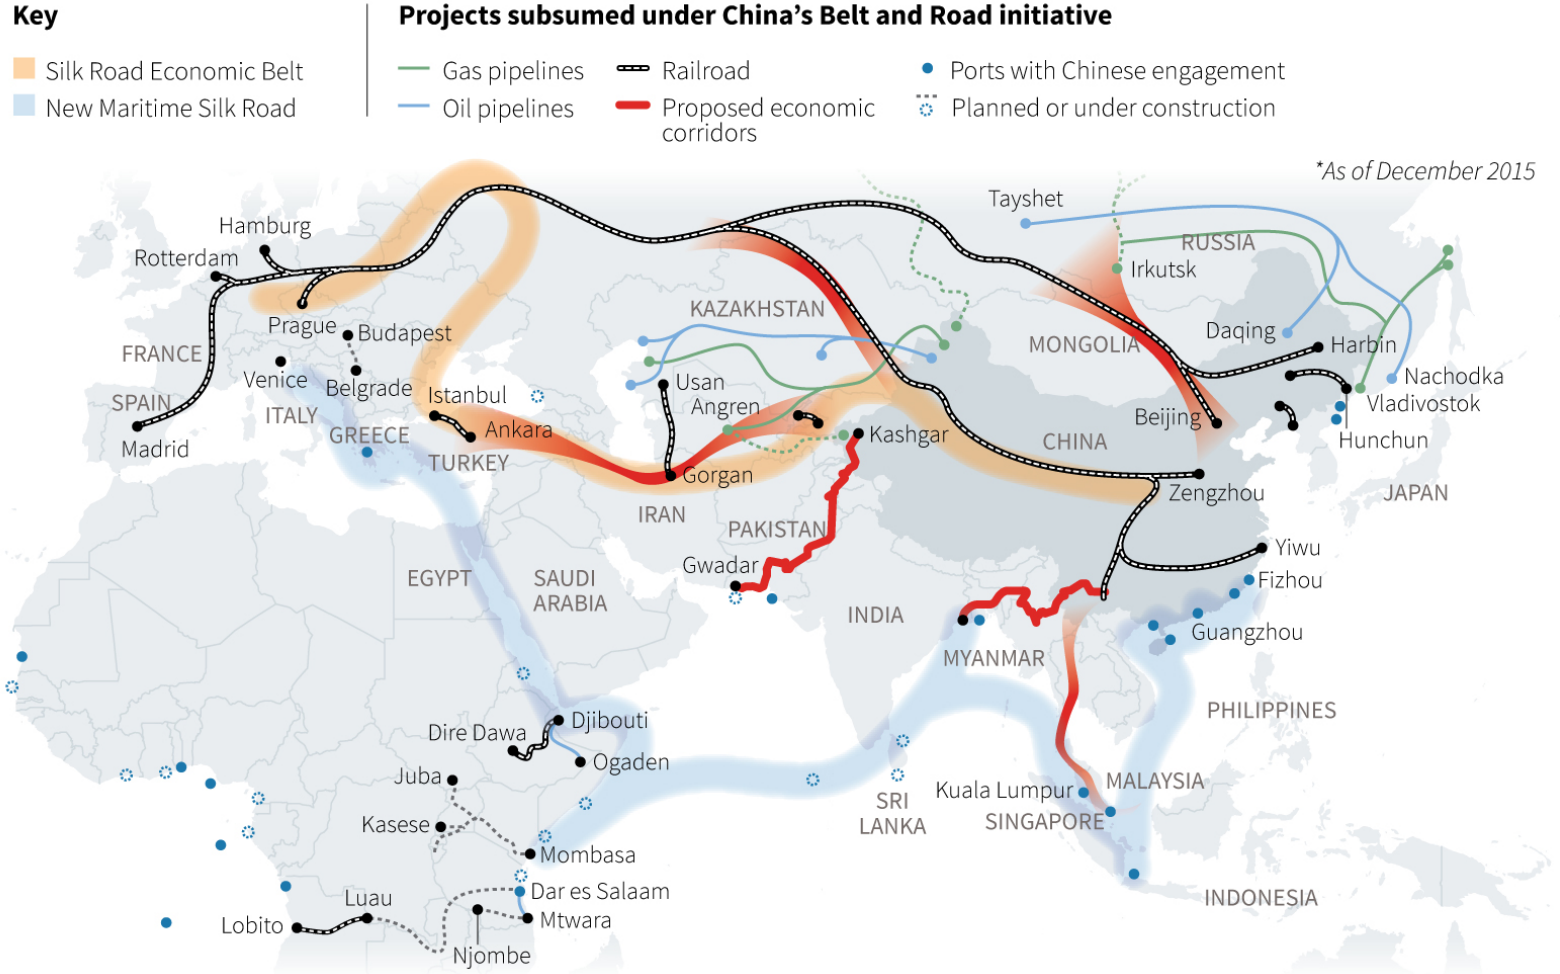 Key
Projects subsumed under China's Belt and Road initiative
Silk Road Economic Belt
New Maritime Silk Road
Gas pipelines
Oil pipelines
Railroad
Proposed economic
corridors
Ports with Chinese engagement
Planned or under construction
*As of December 2015
Tayshet
Hamburg
RUSSIA
Rotterdam
Irkutsk
KAZAKHSTAN
Prague
Budapest
Daqing
Harbin
FRANCE
MONGOLIA
Venice
Belgrade
Usan
Nachodka
Istanbul
SPAIN
Angren
Vladivostok
ITALY
Beijing
GREECE
Ankara
Kashgar
CHINA
Hunchun
Madrid
TURKEY
Gorgan
Zengzhou
JAPAN
IRAN
PAKISTAN
Yiwu
Gwadar
EGYPT
SAUDI
ARABIA
Fizhou
INDIA
Guangzhou
MYANMAR
PHILIPPINES
Djibouti
Dire Dawa
Ogaden
Juba
MALAYSIA
Kuala Lumpur
SRI
LANKA
SINGAPORE
Kasese
Mombasa
Dar es Salaam
Luau
INDONESIA
Lobito
Mtwara
Njombe